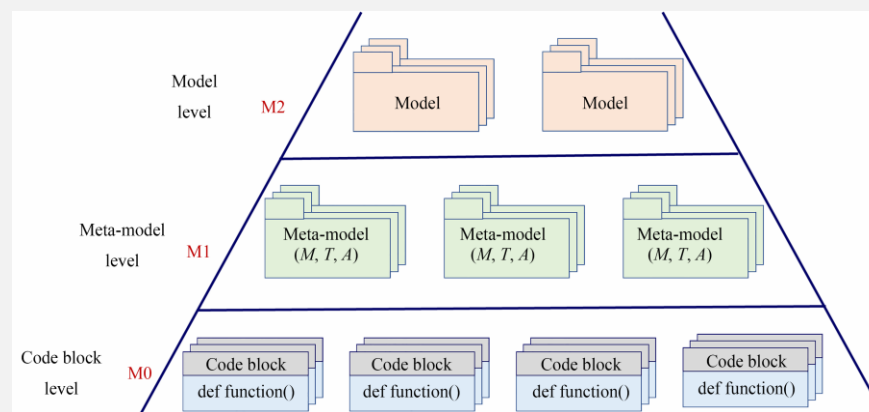 Model
level
M2
Model
Model
Meta-model
level
M1
Meta-model
(M, T, A)
Meta-model
(M, T, A)
Meta-model
(M, T, A)
Code block
level
M0
Code block
def function()
Code block
def function()
Code block
def function()
Code block
def function()